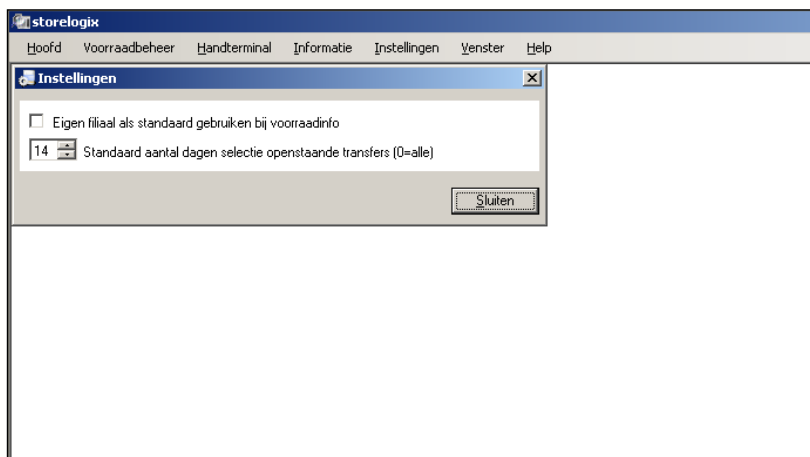 storelogix
Hoofd Voorraadbeheer Handterminal Informatie Instellingen Venster Help
Instellingen
Eigen filiaal als standaard gebruiken bij voorraadinfo
14 Standaard aantal dagen selectie openstaande transfers (0=alle)
Sluiten